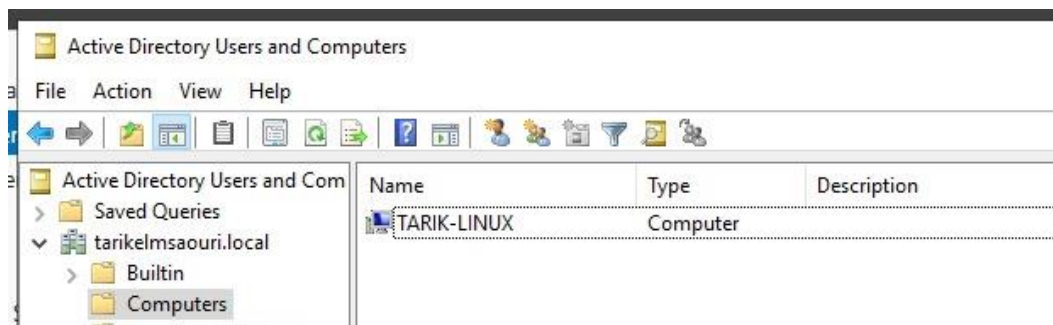 Active Directory Users and Computers
File Action View Help
Active Directory Users and Com
Name Type Description
Saved Queries
TARIK-LINUX Computer
tarikelmsaouri.local
Builtin
Computers